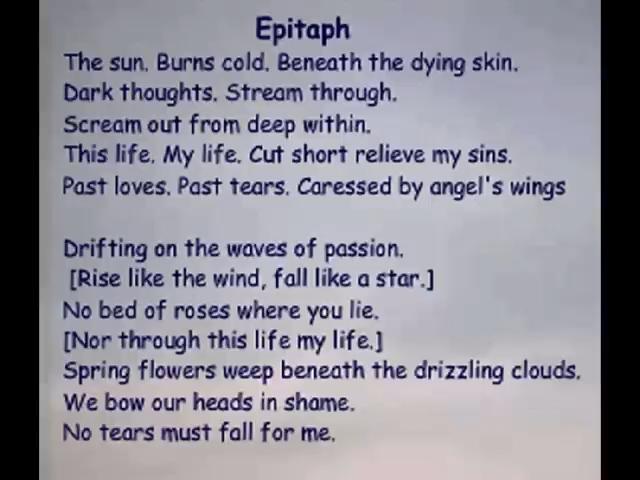 Epitaph
The sun. Burns cold. Beneath the dying skin.
Dark thoughts. Stream through.
Scream out from deep within.
This life. My life. Cut short relieve my sins.
Past loves. Past tears. Caressed by angel's wings
Drifting on the waves of passion.
[Rise like the wind, fall like a star.]
No bed of roses where you lie.
[Nor through this life my life.]
Spring flowers weep beneath the drizzling clouds.
We bow our heads in shame.
No tears must fall for me.